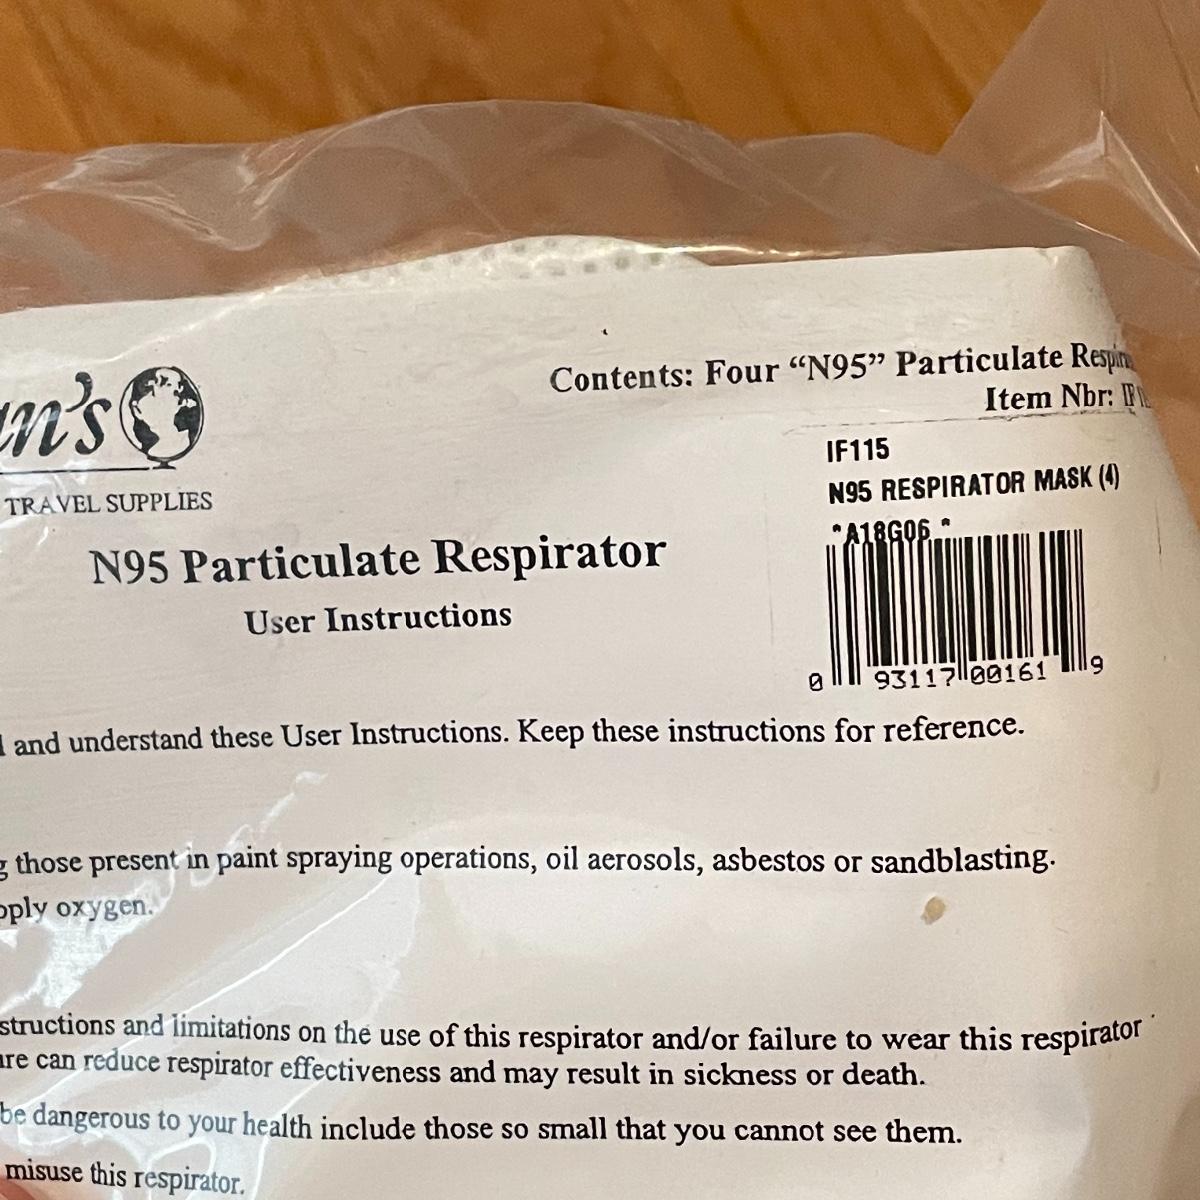 Contents: Four “N95” Particulate
Item Nbr:
n's
TRAVEL SUPPLIES
IF115
N95 RESPIRATOR MASK (4)
*A18G06 *
0 93117 00161 9
N95 Particulate Respirator
User Instructions
and understand these User Instructions. Keep these instructions for reference.
those present in paint spraying operations, oil aerosols, asbestos or sandblasting.
oxygen.
structions and limitations on the use of this respirator and/or failure to wear this respirator
can reduce respirator effectiveness and may result in sickness or death.
be dangerous to your health include those so small that you cannot see them.
misuse this respirator.